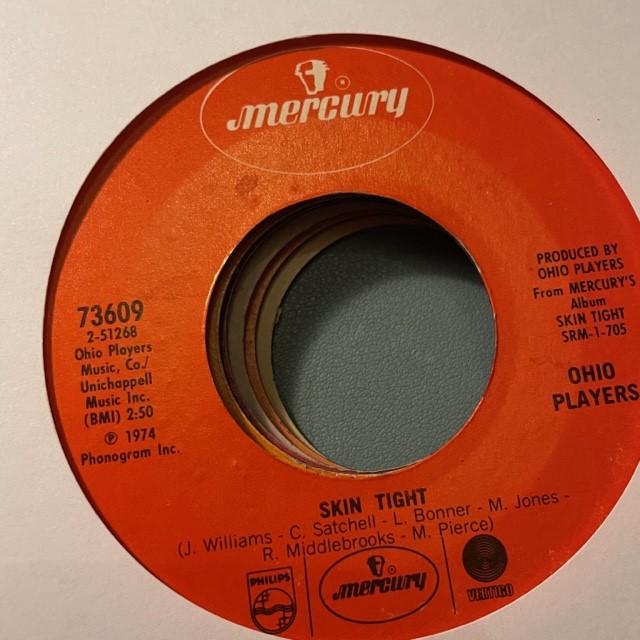 mercury
®
PRODUCED BY
OHIO PLAYERS
From MERCURY'S
Album
SKIN TIGHT
SRM-1-705
OHIO
PLAYERS
73609
2-51268
Ohio Players
Music, Co./
Unichappell
Music Inc.
(BMI) 2:50
℗ 1974
Phonogram Inc.
SKIN TIGHT
(J. Williams - C. Satchell - L. Bonner - M. Jones -
R. Middlebrooks - M. Pierce)
PHILIPS
mercury
VERTIGO